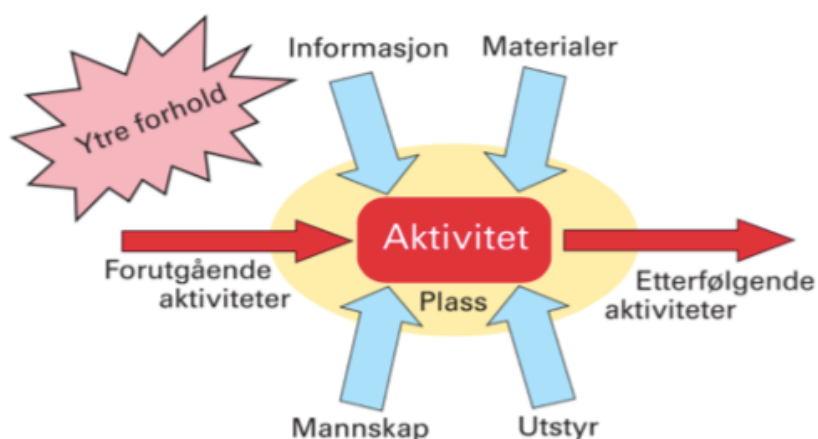 Informasjon
Materialer
Ytre forhold
Aktivitet
Forutgående
aktiviteter
Plass
Etterfølgende
aktiviteter
Mannskap
Utstyr